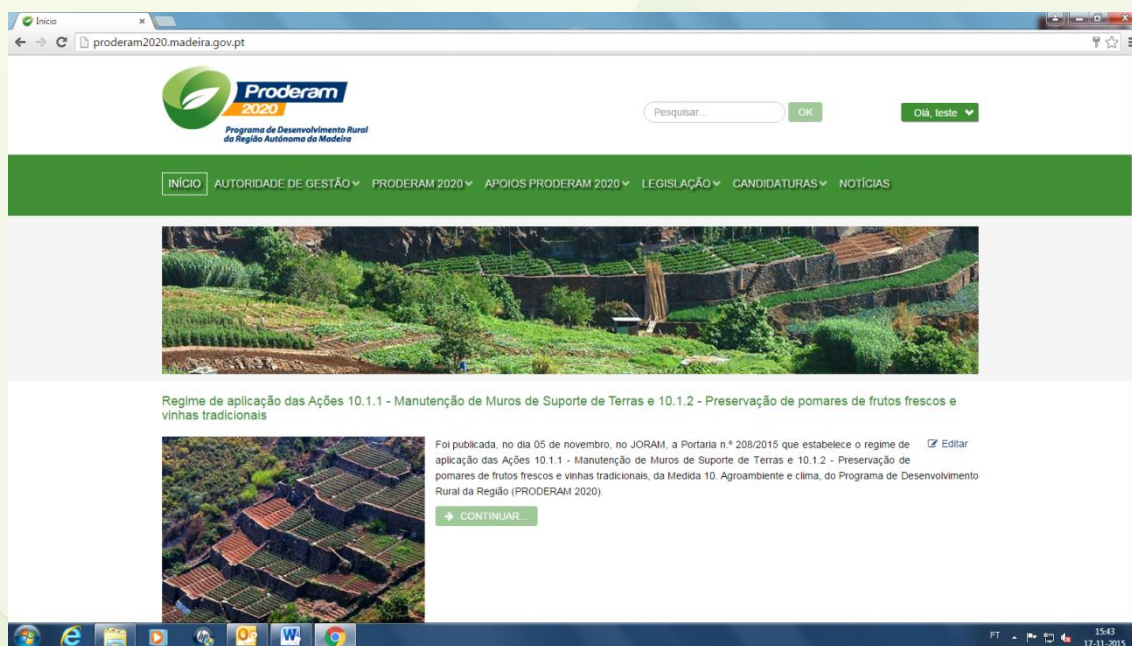 Início
proderam2020.madeira.gov.pt
Proderam
2020
Programa de Desenvolvimento Rural
da Região Autónoma da Madeira
Pesquisar...
OK
Olá, teste
INÍCIO
AUTORIDADE DE GESTÃO
PRODERAM 2020
APOIOS PRODERAM 2020
LEGISLAÇÃO
CANDIDATURAS
NOTÍCIAS
Regime de aplicação das Ações 10.1.1 - Manutenção de Muros de Suporte de Terras e 10.1.2 - Preservação de pomares de frutos frescos e
vinhas tradicionais
Foi publicada, no dia 05 de novembro, no JORAM, a Portaria n.º 208/2015 que estabelece o regime de
Editar
aplicação das Ações 10.1.1 - Manutenção de Muros de Suporte de Terras e 10.1.2 - Preservação de
pomares de frutos frescos e vinhas tradicionais, da Medida 10. Agroambiente e clima, do Programa de Desenvolvimento
Rural da Região (PRODERAM 2020).
CONTINUAR...
PT
15:43
17-11-2015